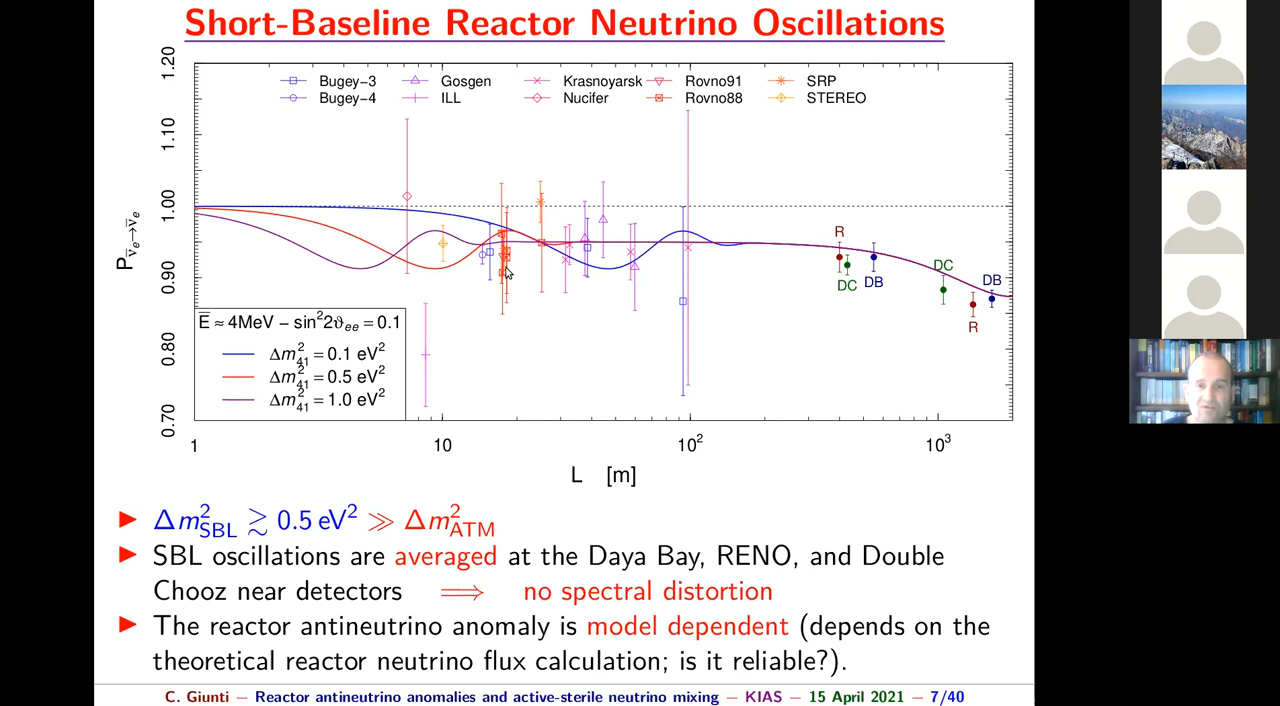 Short-Baseline Reactor Neutrino Oscillations
Bugey−3 Gosgen Krasnoyarsk Rovno91 SRP
Bugey−4 ILL Nucifer Rovno88 STEREO
1.20
1.10
1.00
0.90
0.80
0.70
P ν̄e→ν̄e
R
DC
DB
DC
R
DB
E̅ ≈ 4MeV − sin²2ϑee = 0.1
Δm²41 = 0.1 eV²
Δm²41 = 0.5 eV²
Δm²41 = 1.0 eV²
1 10 10² 10³
L [m]
Δm²SBL ≳ 0.5 eV² ≫ Δm²ATM
SBL oscillations are averaged at the Daya Bay, RENO, and Double
Chooz near detectors ⟹ no spectral distortion
The reactor antineutrino anomaly is model dependent (depends on the
theoretical reactor neutrino flux calculation; is it reliable?).
C. Giunti − Reactor antineutrino anomalies and active-sterile neutrino mixing − KIAS − 15 April 2021 − 7/40